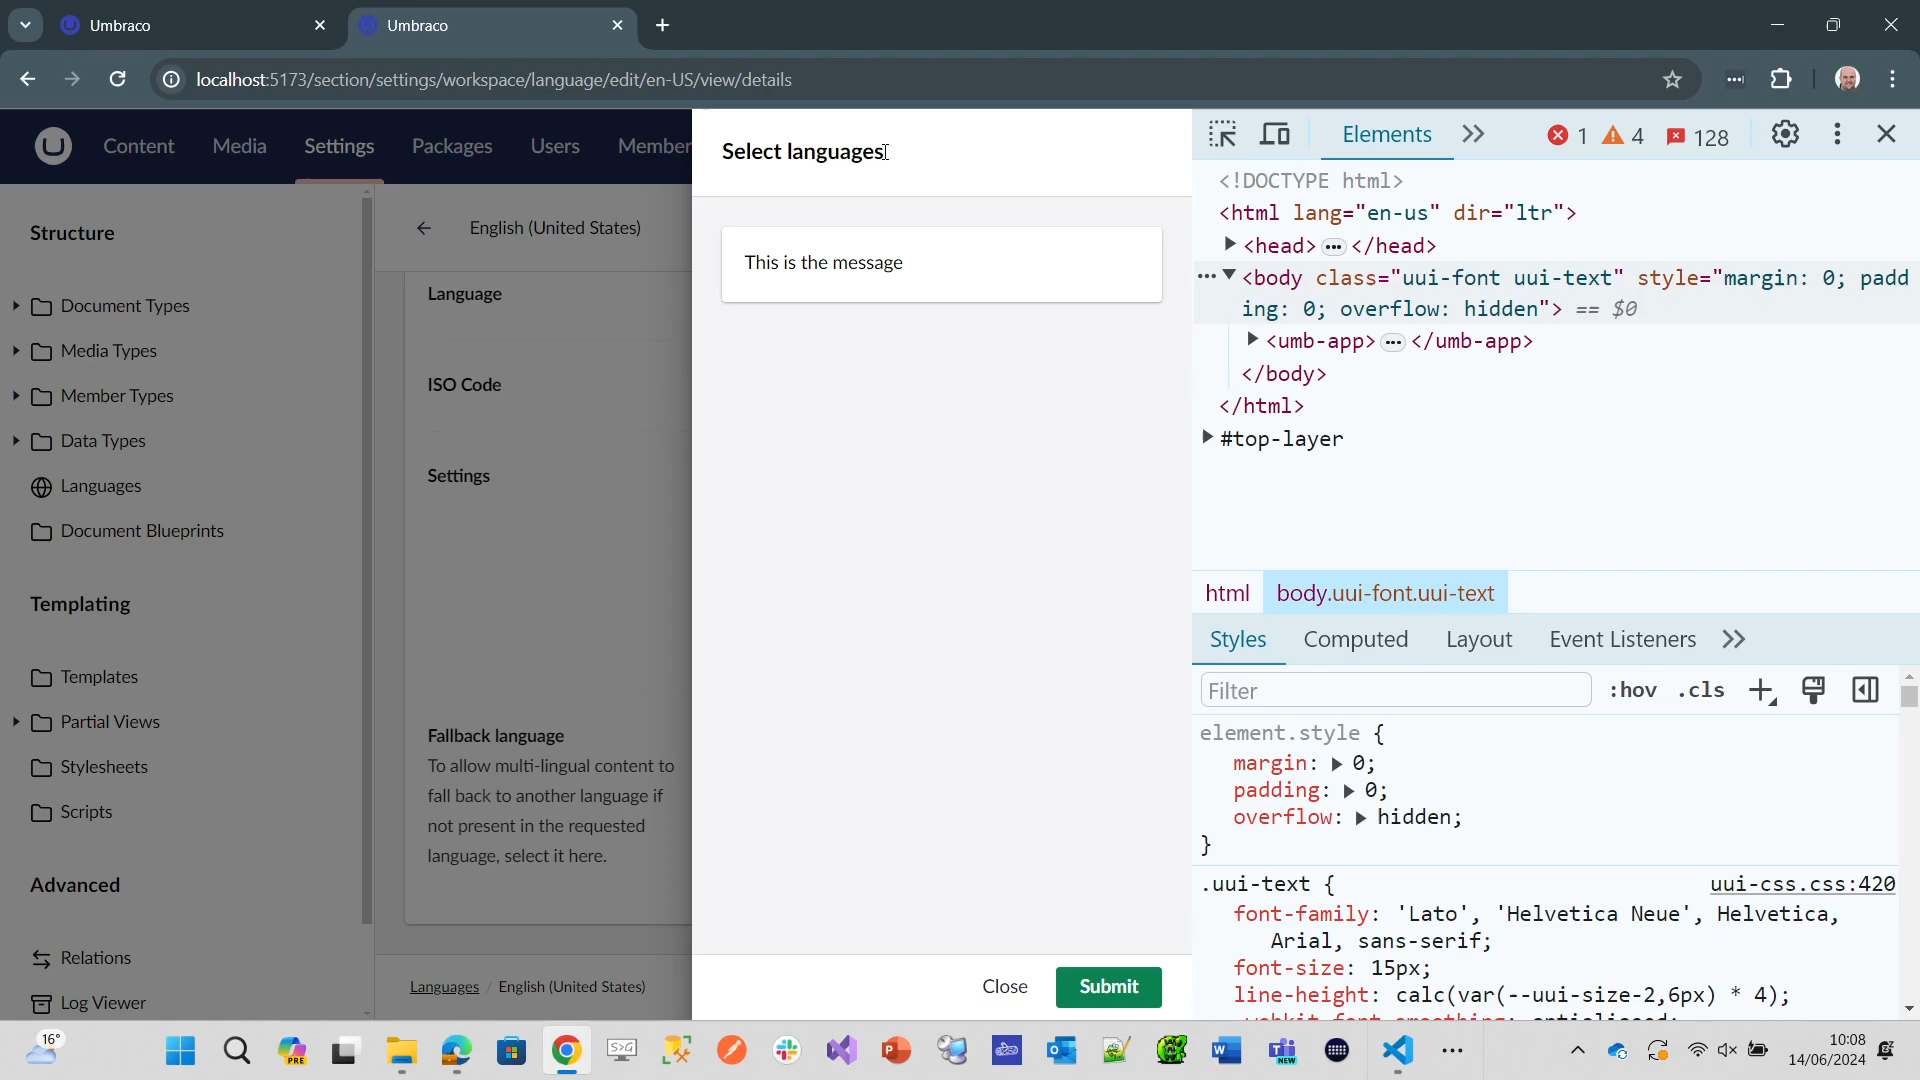 Umbraco
Umbraco
localhost:5173/section/settings/workspace/language/edit/en-US/view/details
Content
Media
Settings
Packages
Users
Member
Structure
Document Types
Media Types
Member Types
Data Types
Languages
Document Blueprints
Templating
Templates
Partial Views
Stylesheets
Scripts
Advanced
Relations
Log Viewer
English (United States)
Language
ISO Code
Settings
Fallback language
To allow multi-lingual content to
fall back to another language if
not present in the requested
language, select it here.
Languages / English (United States)
Select languages
This is the message
Close
Submit
Elements
1
4
128
<!DOCTYPE html>
<html lang="en-us" dir="ltr">
<head> ••• </head>
••• <body class="uui-font uui-text" style="margin: 0; padd
ing: 0; overflow: hidden"> == $0
<umb-app> ••• </umb-app>
</body>
</html>
#top-layer
html
body.uui-font.uui-text
Styles
Computed
Layout
Event Listeners
Filter
:hov
.cls
element.style {
margin: 0;
padding: 0;
overflow: hidden;
}
.uui-text {
uui-css.css:420
font-family: 'Lato', 'Helvetica Neue', Helvetica,
Arial, sans-serif;
font-size: 15px;
line-height: calc(var(--uui-size-2,6px) * 4);
-webkit-font-smoothing: antialiased;
16°
PRE
NEW
10:08
14/06/2024